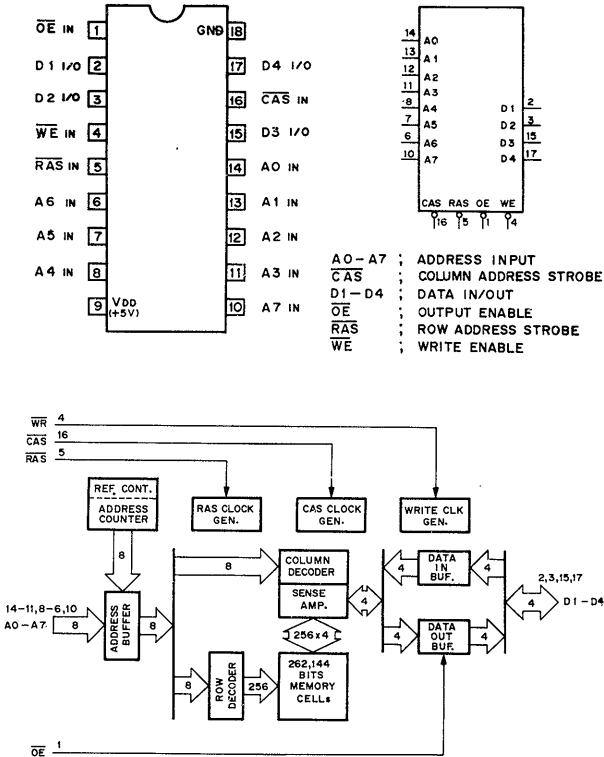 OE IN 1
GND 18
D1 I/O 2
17 D4 I/O
D2 I/O 3
16 CAS IN
WE IN 4
15 D3 I/O
RAS IN 5
14 A0 IN
A6 IN 6
13 A1 IN
A5 IN 7
12 A2 IN
A4 IN 8
11 A3 IN
9 VDD
(+5V)
10 A7 IN
14 A0
13 A1
12 A2
11 A3
8 A4
7 A5
6 A6
10 A7
D1 2
D2 3
D3 15
D4 17
CAS RAS OE WE
16 5 1 4
A0-A7 ; ADDRESS INPUT
CAS ; COLUMN ADDRESS STROBE
D1-D4 ; DATA IN/OUT
OE ; OUTPUT ENABLE
RAS ; ROW ADDRESS STROBE
WE ; WRITE ENABLE
WR 4
CAS 16
RAS 5
REF. CONT.
ADDRESS
COUNTER
RAS CLOCK
GEN.
CAS CLOCK
GEN.
WRITE CLK
GEN.
8
14-11,8-6,10
A0-A7
8
ADDRESS
BUFFER
8
8
COLUMN
DECODER
SENSE
AMP.
4
256x4
8
ROW
DECODER
256
262,144
BITS
MEMORY
CELLs
4
DATA
IN BUF.
4
4
DATA
OUT
BUF.
4
2,3,15,17
4
D1-D4
OE 1